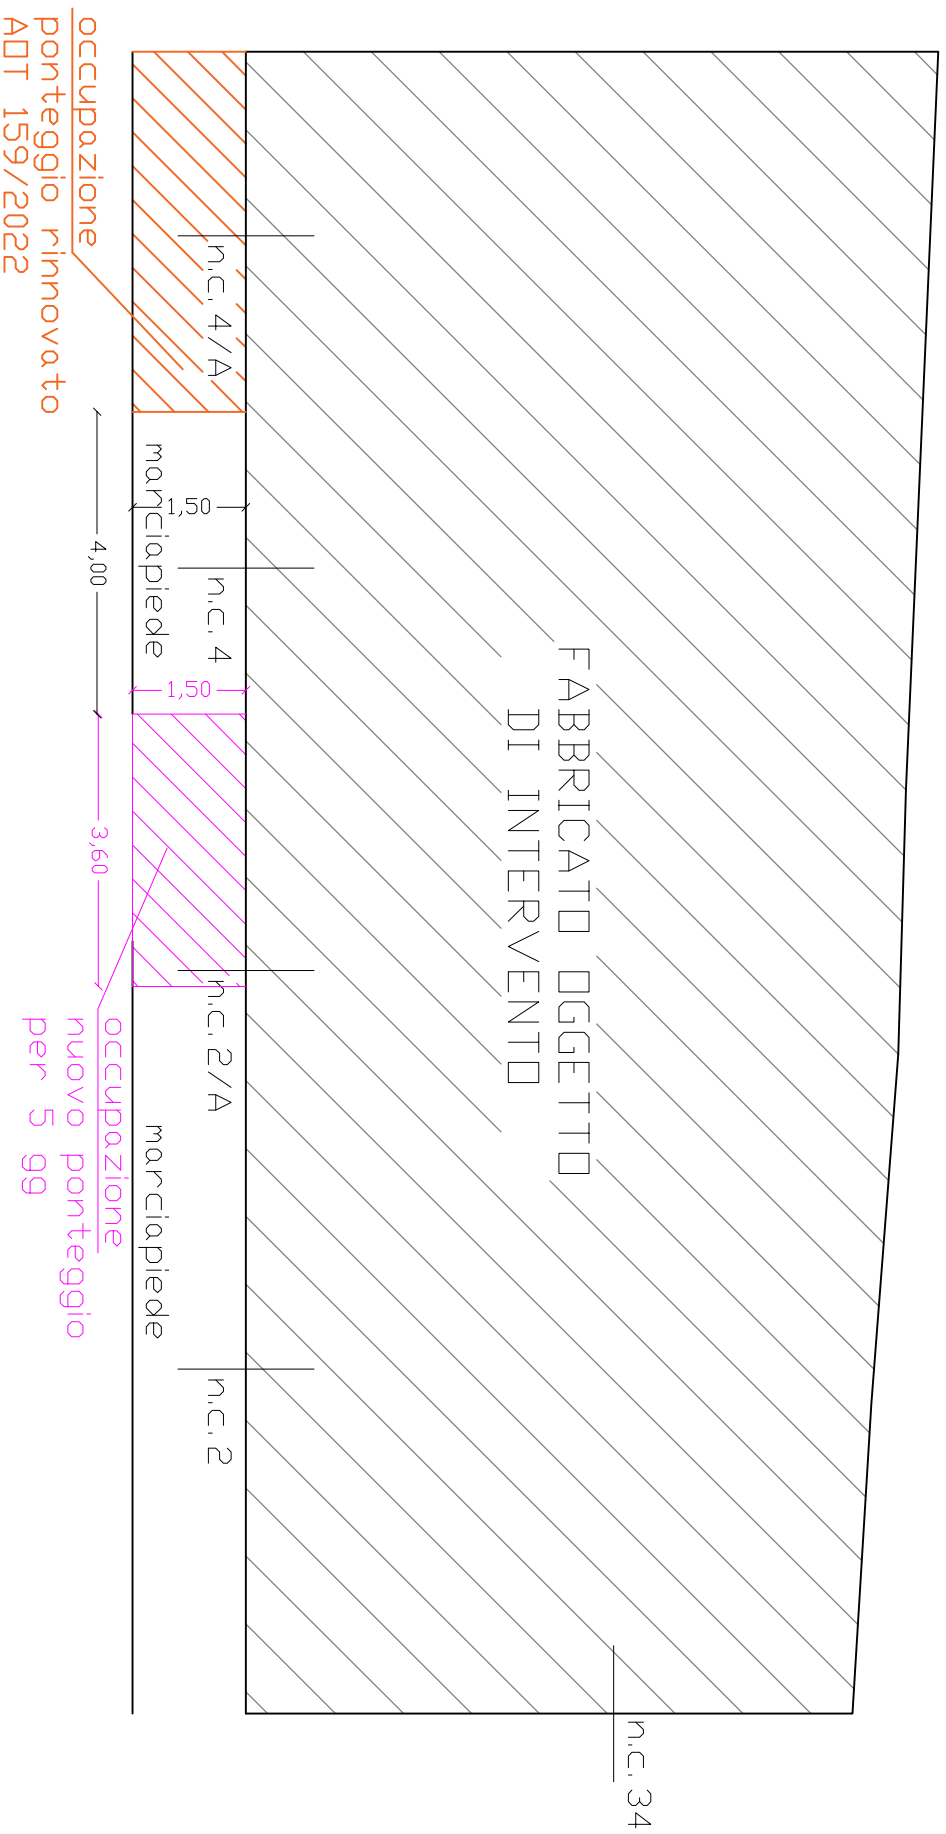 FABBRICATO OGGETTO
DI INTERVENTO
n.c. 34
n.c. 4/A
n.c. 4
n.c. 2/A
n.c. 2
1,50
1,50
marciapiede
marciapiede
4,00
3,60
occupazione
ponteggio rinnovato
ADT 159/2022
occupazione
nuovo ponteggio
per 5 gg